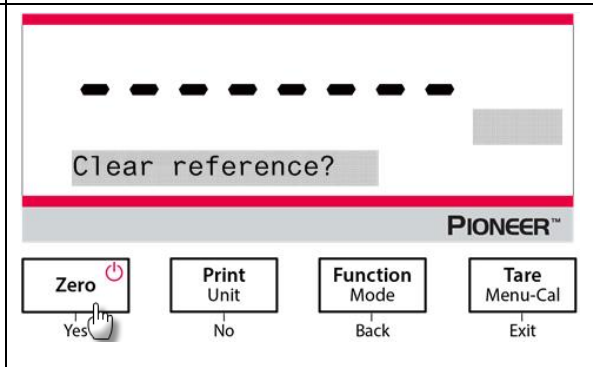 --------
Clear reference?
PIONEER™
Zero Print Function Tare
Unit Mode Menu-Cal
Yes No Back Exit